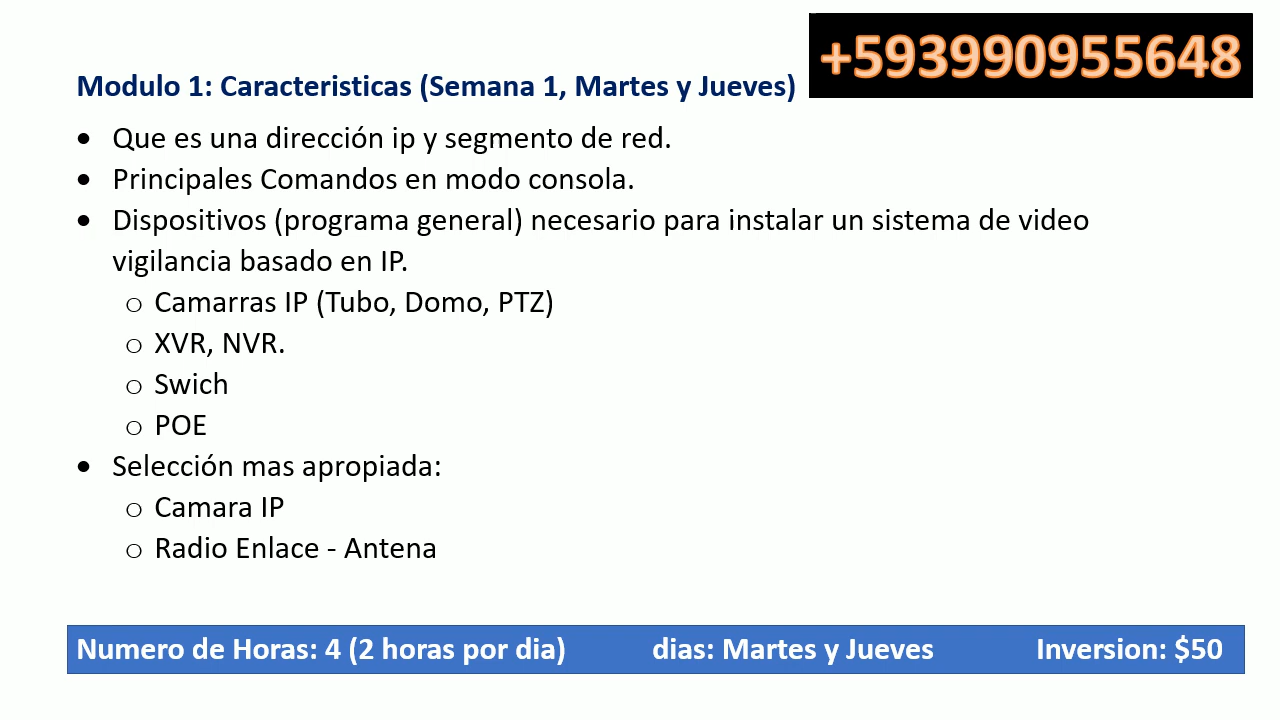 +593990955648
Modulo 1: Caracteristicas (Semana 1, Martes y Jueves)
• Que es una dirección ip y segmento de red.
• Principales Comandos en modo consola.
• Dispositivos (programa general) necesario para instalar un sistema de video
vigilancia basado en IP.
o Camarras IP (Tubo, Domo, PTZ)
o XVR, NVR.
o Swich
o POE
• Selección mas apropiada:
o Camara IP
o Radio Enlace - Antena
Numero de Horas: 4 (2 horas por dia) dias: Martes y Jueves Inversion: $50